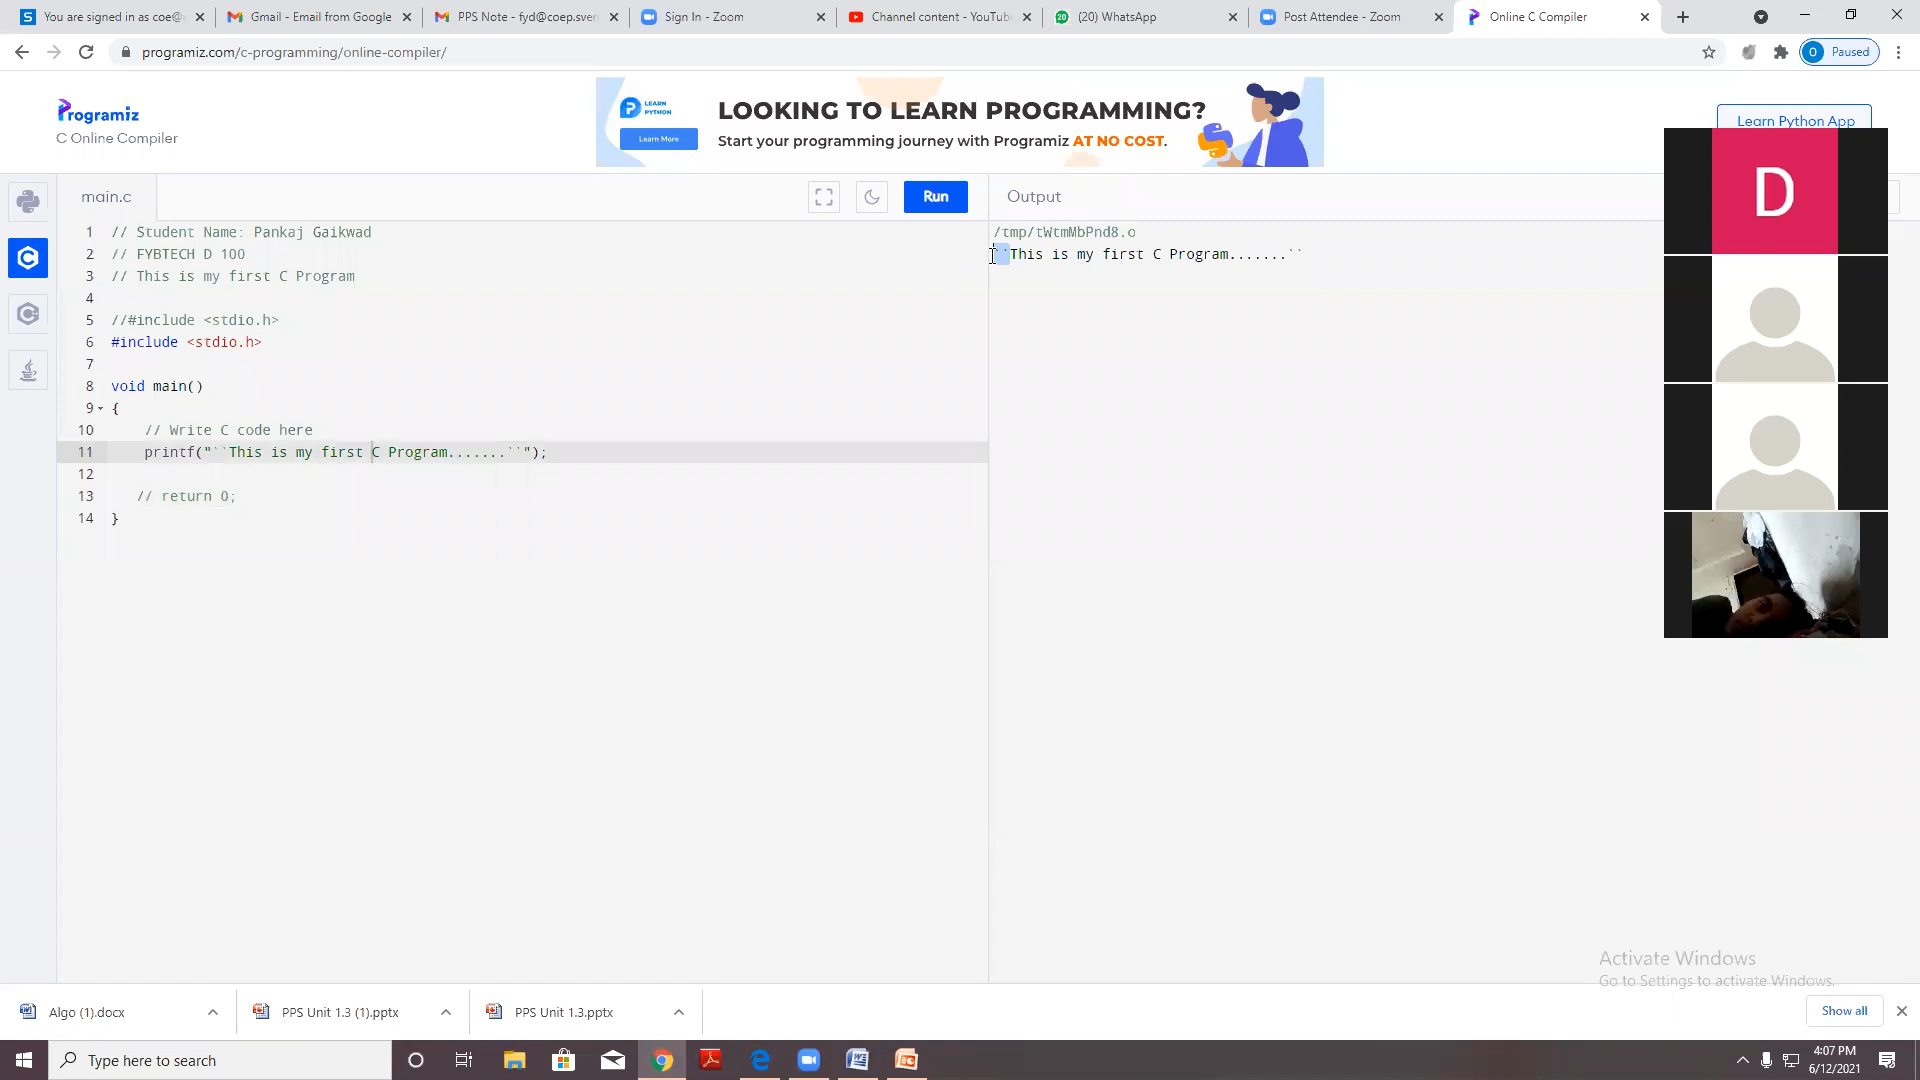 You are signed in as coe@
Gmail - Email from Google
PPS Note - fyd@coep.sver
Sign In - Zoom
Channel content - YouTub
(20) WhatsApp
Post Attendee - Zoom
Online C Compiler
programiz.com/c-programming/online-compiler/
O Paused
Programiz
C Online Compiler
LEARN PYTHON
Learn More
LOOKING TO LEARN PROGRAMMING?
Start your programming journey with Programiz AT NO COST.
Learn Python App
main.c
Run
Output
1 // Student Name: Pankaj Gaikwad
2 // FYBTECH D 100
3 // This is my first C Program
4
5 //#include <stdio.h>
6 #include <stdio.h>
7
8 void main()
9 {
10 // Write C code here
11 printf("``This is my first C Program.......``");
12
13 // return 0;
14 }
/tmp/tWtmMbPnd8.o
``This is my first C Program.......``
D
Activate Windows
Go to Settings to activate Windows.
Algo (1).docx
PPS Unit 1.3 (1).pptx
PPS Unit 1.3.pptx
Show all
Type here to search
4:07 PM
6/12/2021